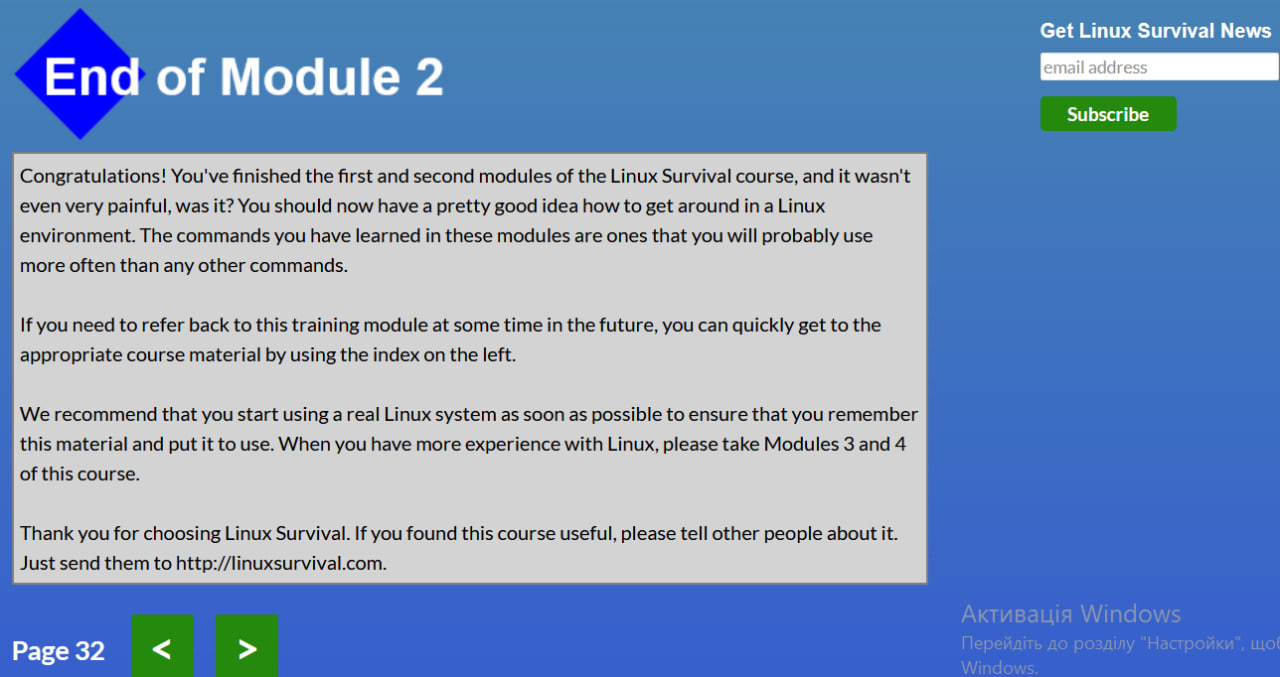 End of Module 2
Get Linux Survival News
email address
Subscribe
Congratulations! You've finished the first and second modules of the Linux Survival course, and it wasn't
even very painful, was it? You should now have a pretty good idea how to get around in a Linux
environment. The commands you have learned in these modules are ones that you will probably use
more often than any other commands.
If you need to refer back to this training module at some time in the future, you can quickly get to the
appropriate course material by using the index on the left.
We recommend that you start using a real Linux system as soon as possible to ensure that you remember
this material and put it to use. When you have more experience with Linux, please take Modules 3 and 4
of this course.
Thank you for choosing Linux Survival. If you found this course useful, please tell other people about it.
Just send them to http://linuxsurvival.com.
Page 32 < >
Активація Windows
Перейдіть до розділу "Настройки", щоб
Windows.